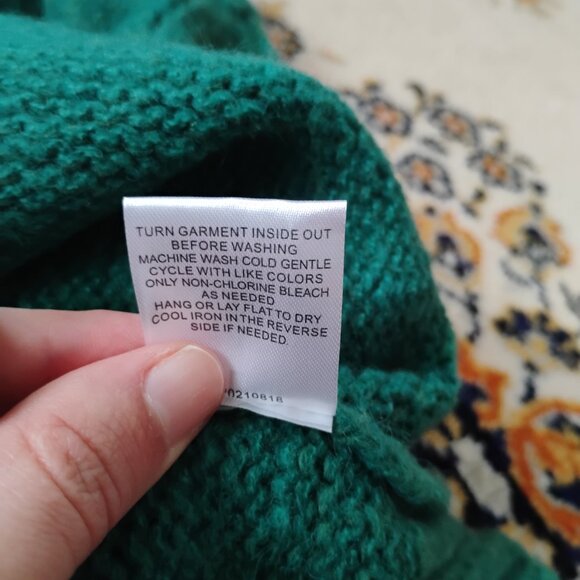 TURN GARMENT INSIDE OUT
BEFORE WASHING
MACHINE WASH COLD GENTLE
CYCLE WITH LIKE COLORS
ONLY NON-CHLORINE BLEACH
AS NEEDED
HANG OR LAY FLAT TO DRY
COOL IRON IN THE REVERSE
SIDE IF NEEDED